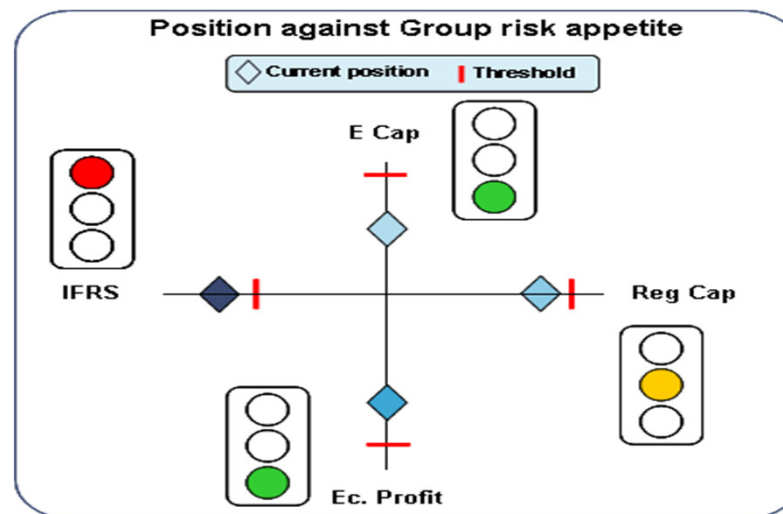 Position against Group risk appetite
Current position Threshold
E Cap
IFRS
Reg Cap
Ec. Profit